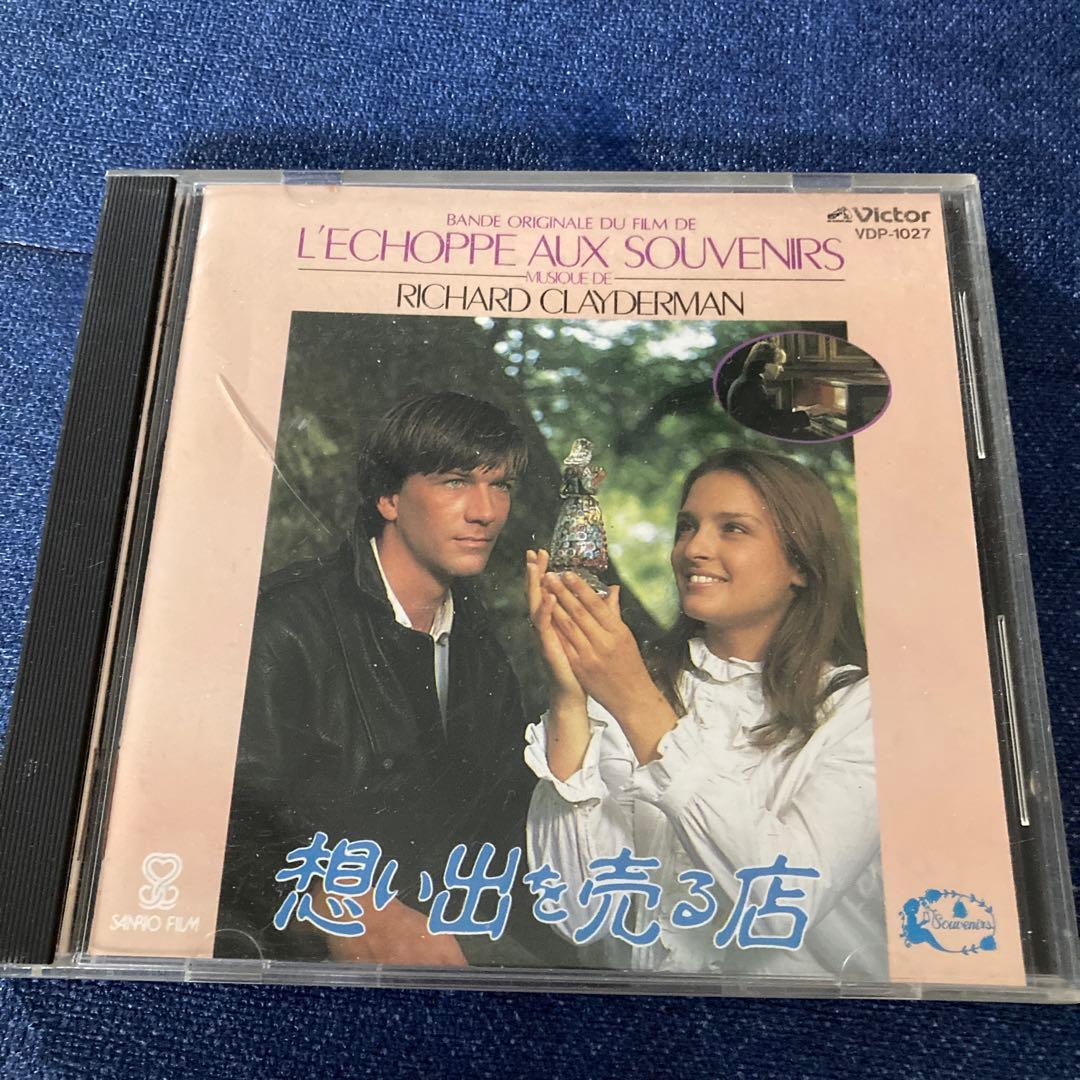 BANDE ORIGINALE DU FILM DE
L'ECHOPPE AUX SOUVENIRS
MUSIQUE DE
RICHARD CLAYDERMAN
Victor
VDP-1027
想い出を売る店
SANRIO FILM
Souvenirs